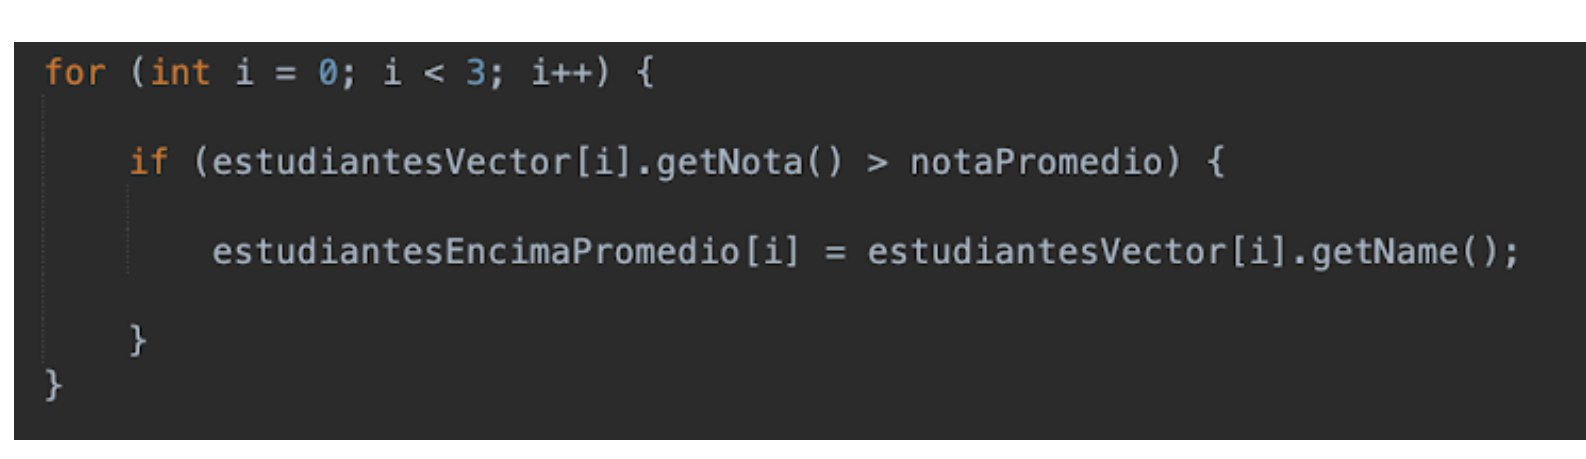 for (int i = 0; i < 3; i++) {
if (estudiantesVector[i].getNota() > notaPromedio) {
estudiantesEncimaPromedio[i] = estudiantesVector[i].getName();
}
}